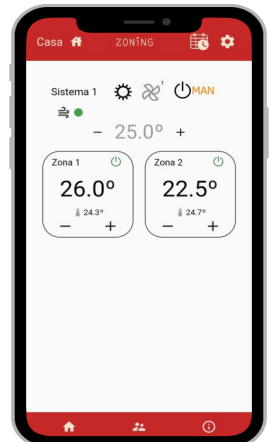 Casa ZONING
Sistema 1 1 MAN
- 25.0º +
Zona 1 Zona 2
26.0º 22.5º
24.3º 24.7º
- + - +